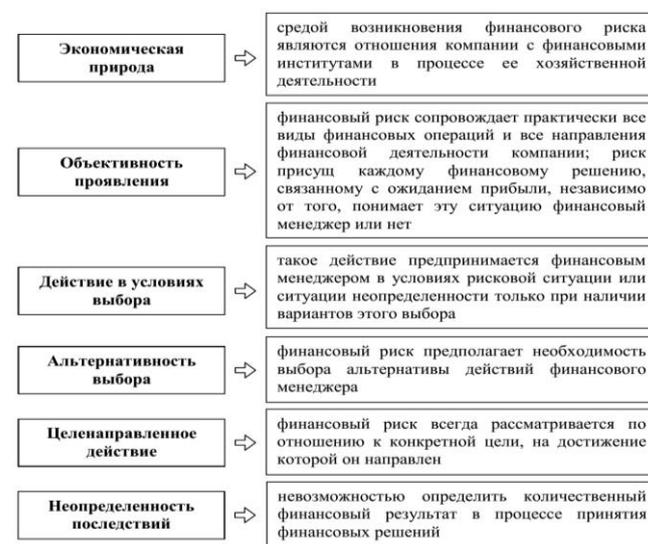 Экономическая
природа
средой возникновения финансового риска
являются отношения компании с финансовыми
институтами в процессе ее хозяйственной
деятельности
Объективность
проявления
финансовый риск сопровождает практически все
виды финансовых операций и все направления
финансовой деятельности компании; риск
присущ каждому финансовому решению,
связанному с ожиданием прибыли, независимо
от того, понимает эту ситуацию финансовый
менеджер или нет
Действие в условиях
выбора
такое действие предпринимается финансовым
менеджером в условиях рисковой ситуации или
ситуации неопределенности только при наличии
вариантов этого выбора
Альтернативность
выбора
финансовый риск предполагает необходимость
выбора альтернативы действий финансового
менеджера
Целенаправленное
действие
финансовый риск всегда рассматривается по
отношению к конкретной цели, на достижение
которой он направлен
Неопределенность
последствий
невозможностью определить количественный
финансовый результат в процессе принятия
финансовых решений